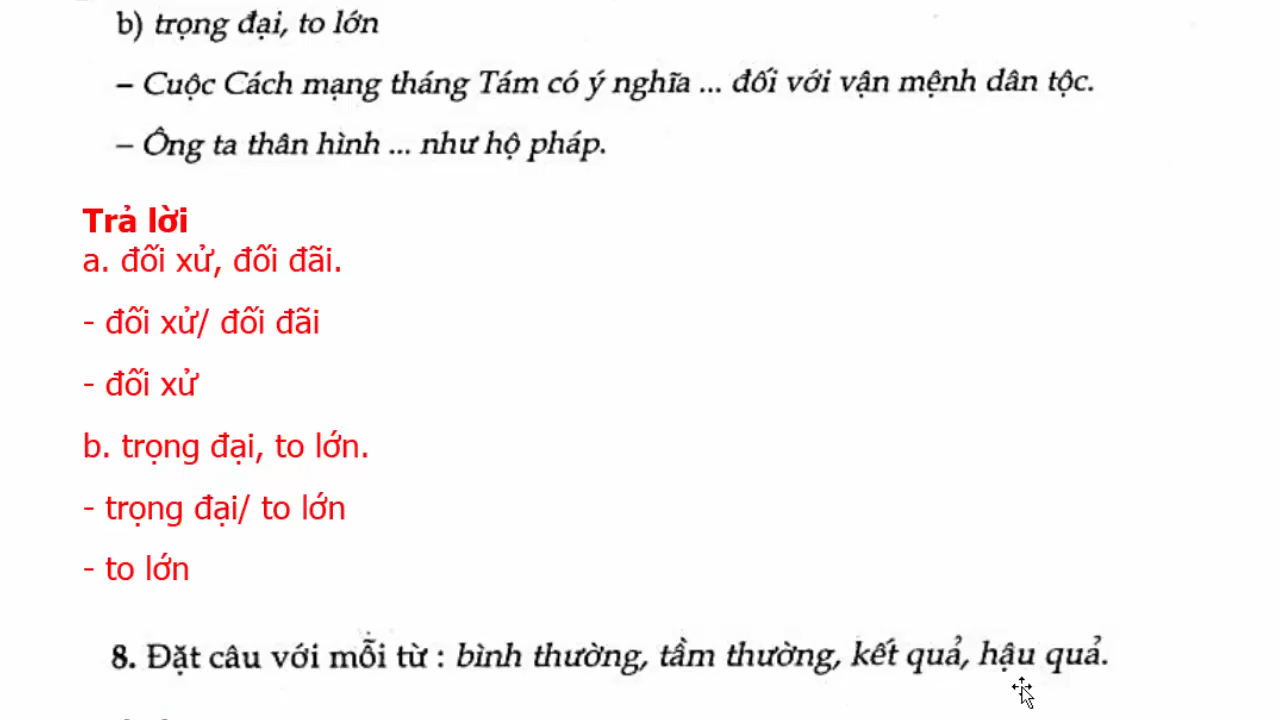 b) trọng đại, to lớn
– Cuộc Cách mạng tháng Tám có ý nghĩa ... đối với vận mệnh dân tộc.
– Ông ta thân hình ... như hộ pháp.
Trả lời
a. đối xử, đối đãi.
- đối xử/ đối đãi
- đối xử
b. trọng đại, to lớn.
- trọng đại/ to lớn
- to lớn
8. Đặt câu với mỗi từ : bình thường, tầm thường, kết quả, hậu quả.